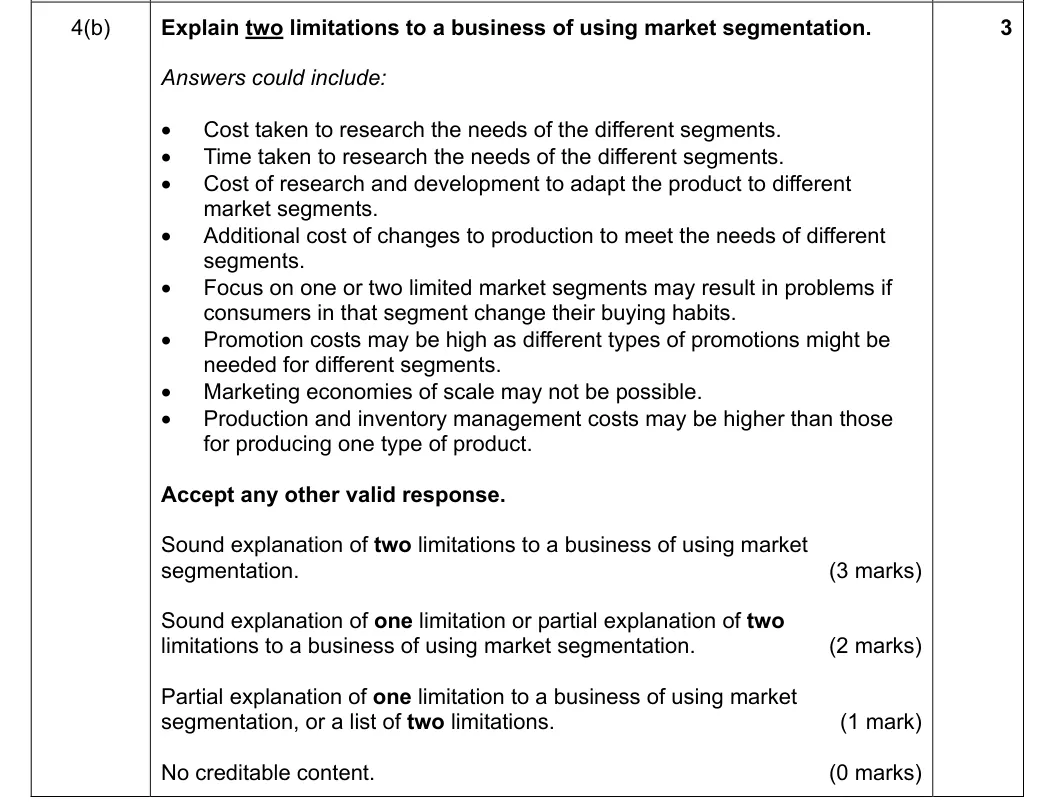 4(b) Explain two limitations to a business of using market segmentation. 3
Answers could include:
• Cost taken to research the needs of the different segments.
• Time taken to research the needs of the different segments.
• Cost of research and development to adapt the product to different
market segments.
• Additional cost of changes to production to meet the needs of different
segments.
• Focus on one or two limited market segments may result in problems if
consumers in that segment change their buying habits.
• Promotion costs may be high as different types of promotions might be
needed for different segments.
• Marketing economies of scale may not be possible.
• Production and inventory management costs may be higher than those
for producing one type of product.
Accept any other valid response.
Sound explanation of two limitations to a business of using market
segmentation. (3 marks)
Sound explanation of one limitation or partial explanation of two
limitations to a business of using market segmentation. (2 marks)
Partial explanation of one limitation to a business of using market
segmentation, or a list of two limitations. (1 mark)
No creditable content. (0 marks)